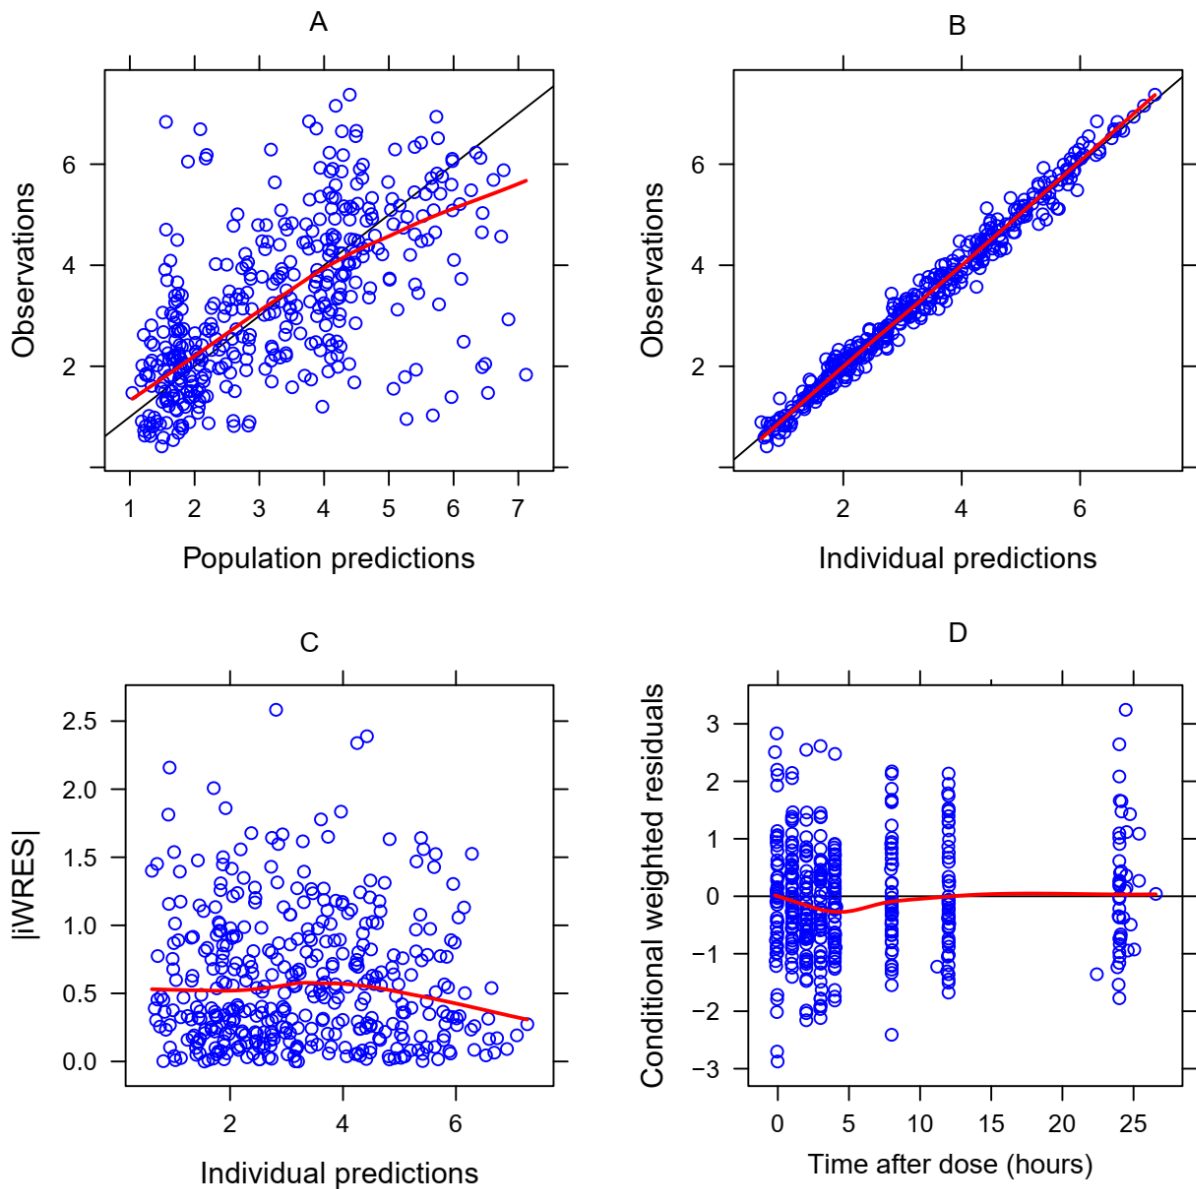 A
B
Observations
6
4
2
1 2 3 4 5 6 7
Population predictions
Observations
6
4
2
2 4 6
Individual predictions
C
D
|iWRES|
2.5
2.0
1.5
1.0
0.5
0.0
2 4 6
Individual predictions
Conditional weighted residuals
3
2
1
0
−1
−2
−3
0 5 10 15 20 25
Time after dose (hours)